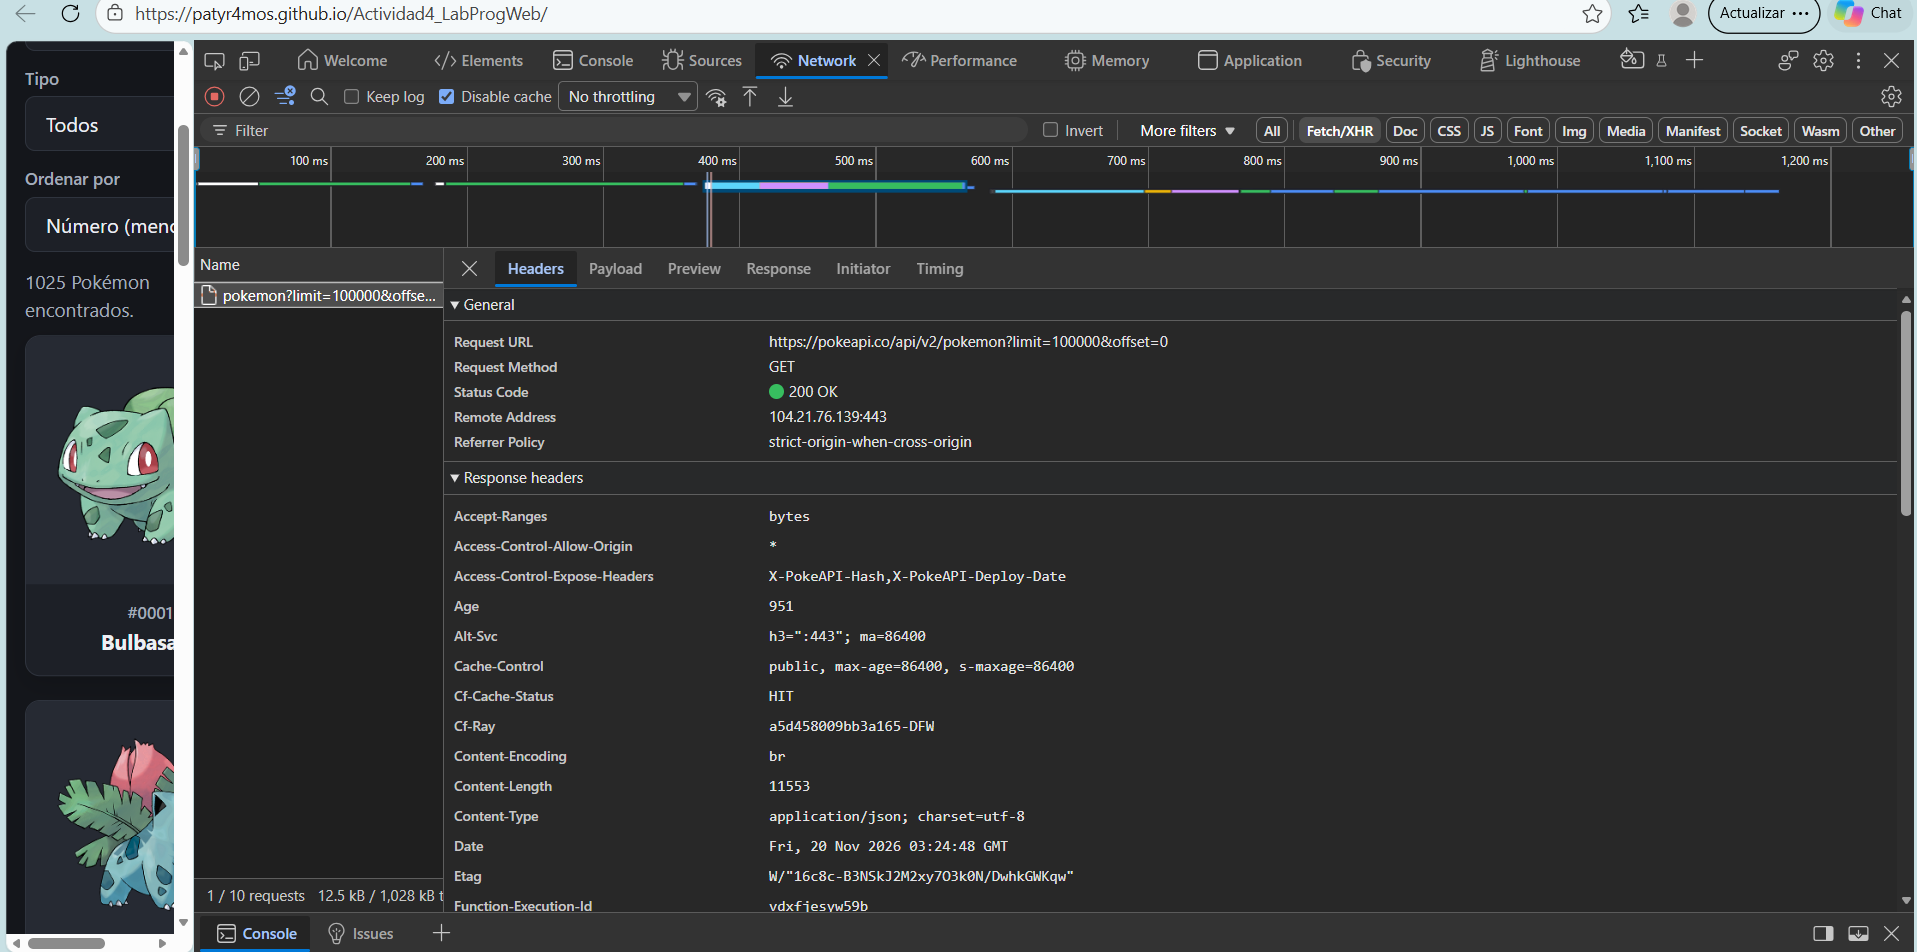 https://patyr4mos.github.io/Actividad4_LabProgWeb/
Actualizar
Chat
Tipo
Todos
Ordenar por
Número (meno
1025 Pokémon
encontrados.
#0001
Bulbasa
Welcome
Elements
Console
Sources
Network
Performance
Memory
Application
Security
Lighthouse
Keep log
Disable cache
No throttling
Filter
Invert
More filters
All
Fetch/XHR
Doc
CSS
JS
Font
Img
Media
Manifest
Socket
Wasm
Other
100 ms
200 ms
300 ms
400 ms
500 ms
600 ms
700 ms
800 ms
900 ms
1,000 ms
1,100 ms
1,200 ms
Name
pokemon?limit=100000&offse...
Headers
Payload
Preview
Response
Initiator
Timing
General
Request URL https://pokeapi.co/api/v2/pokemon?limit=100000&offset=0
Request Method GET
Status Code 200 OK
Remote Address 104.21.76.139:443
Referrer Policy strict-origin-when-cross-origin
Response headers
Accept-Ranges bytes
Access-Control-Allow-Origin *
Access-Control-Expose-Headers X-PokeAPI-Hash,X-PokeAPI-Deploy-Date
Age 951
Alt-Svc h3=":443"; ma=86400
Cache-Control public, max-age=86400, s-maxage=86400
Cf-Cache-Status HIT
Cf-Ray a5d458009bb3a165-DFW
Content-Encoding br
Content-Length 11553
Content-Type application/json; charset=utf-8
Date Fri, 20 Nov 2026 03:24:48 GMT
Etag W/"16c8c-B3NSkJ2M2xy7O3k0N/DwhkGWKqw"
Function-Execution-Id vdxfjesyw59b
1 / 10 requests 12.5 kB / 1,028 kB t
Console
Issues